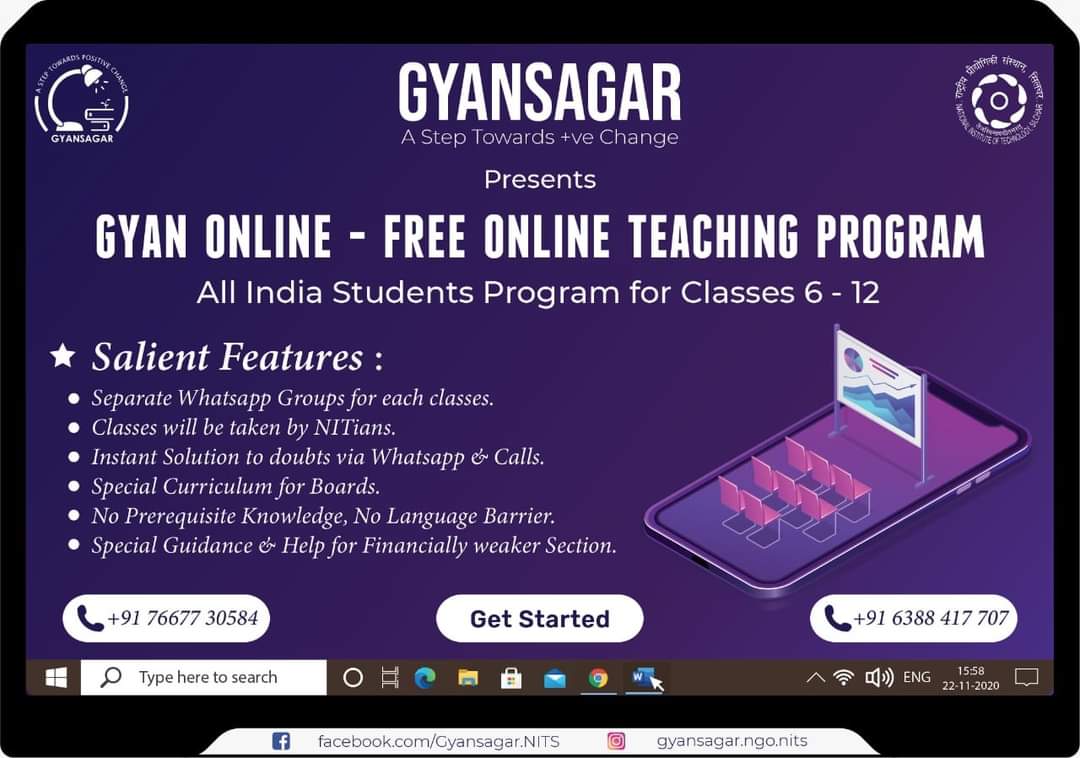 A STEP TOWARDS POSITIVE CHANGE
GYANSAGAR
GYANSAGAR
A Step Towards +ve Change
राष्ट्रीय प्रौद्योगिकी संस्थान, सिलचर
NATIONAL INSTITUTE OF TECHNOLOGY, SILCHAR
Presents
GYAN ONLINE - FREE ONLINE TEACHING PROGRAM
All India Students Program for Classes 6 - 12
Salient Features :
Separate Whatsapp Groups for each classes.
Classes will be taken by NITians.
Instant Solution to doubts via Whatsapp & Calls.
Special Curriculum for Boards.
No Prerequisite Knowledge, No Language Barrier.
Special Guidance & Help for Financially weaker Section.
+91 76677 30584
Get Started
+91 6388 417 707
Type here to search
W
ENG
15:58
22-11-2020
facebook.com/Gyansagar.NITS
gyansagar.ngo.nits